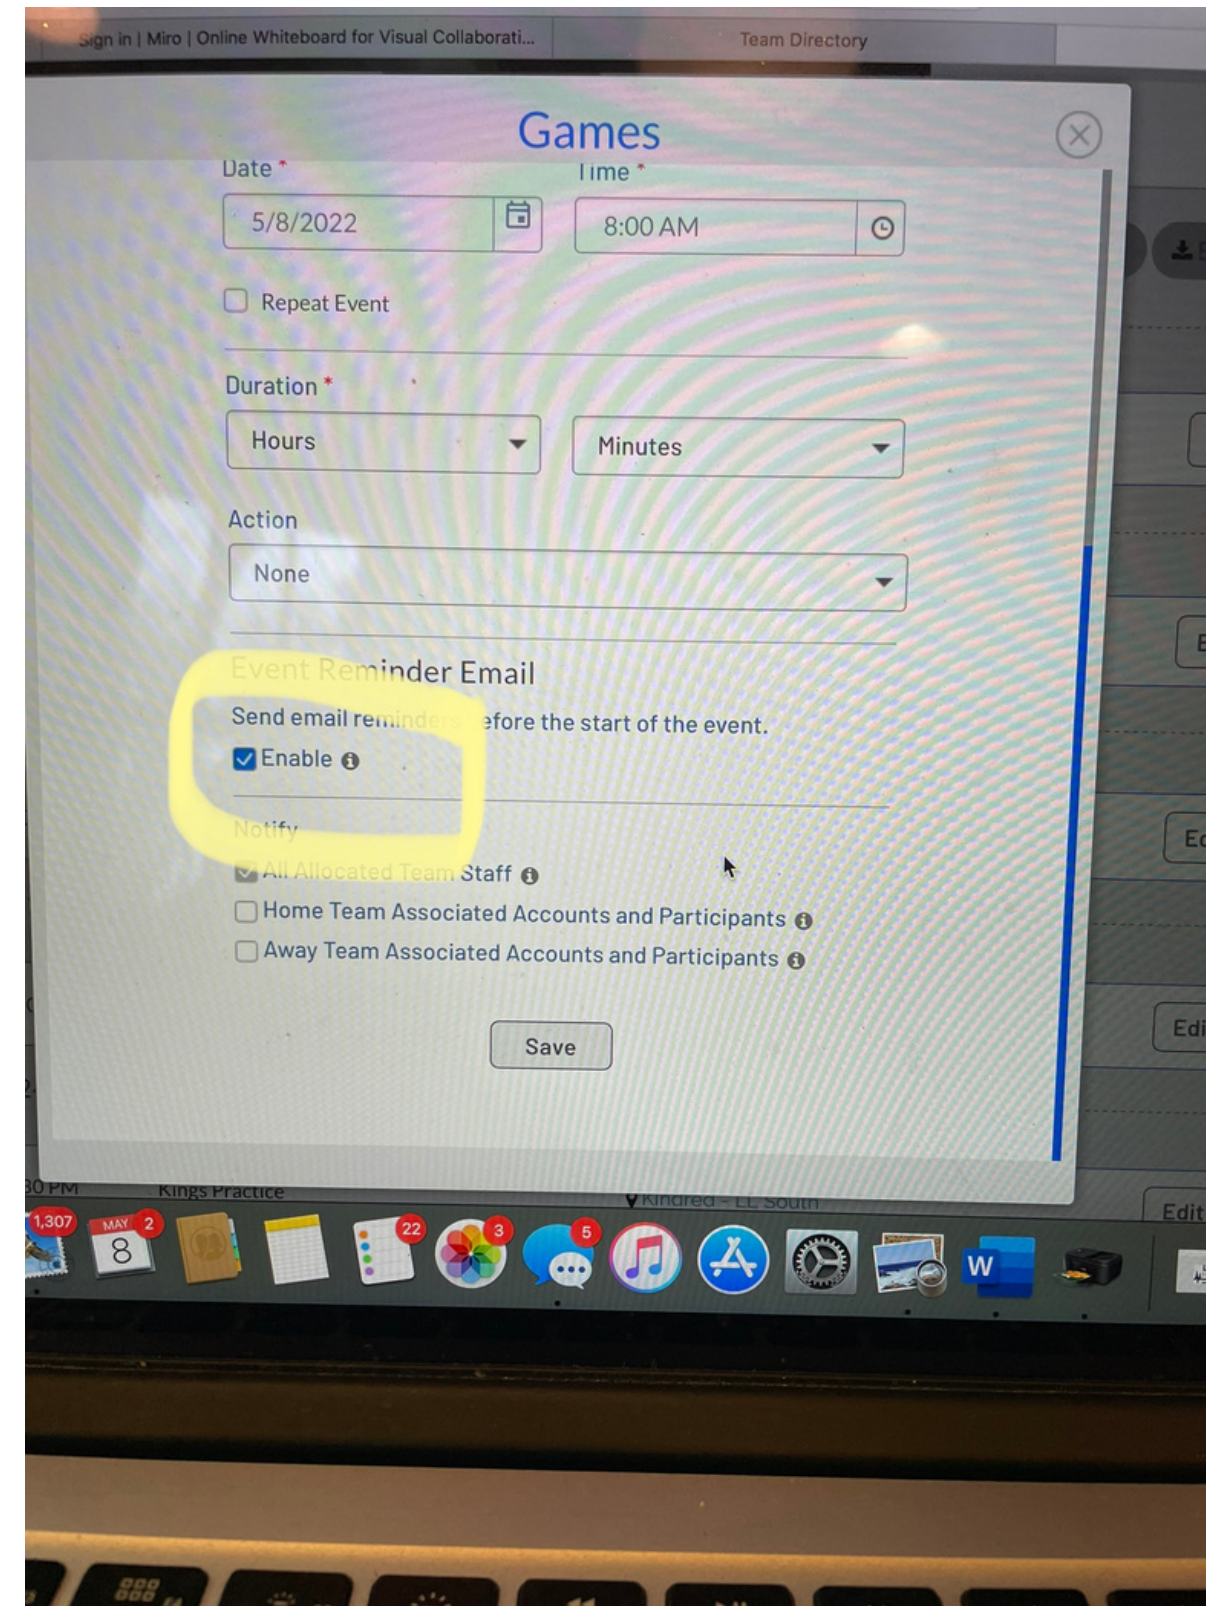 Sign in | Miro | Online Whiteboard for Visual Collaborati... Team Directory
Games
Date * Time *
5/8/2022 8:00 AM
Repeat Event
Duration *
Hours Minutes
Action
None
Event Reminder Email
Send email reminders before the start of the event.
Enable
Notify
All Allocated Team Staff
Home Team Associated Accounts and Participants
Away Team Associated Accounts and Participants
Save
Edit
30 PM Kings Practice Kindred - LL South
Edit
1,307 MAY 2 22 3 5
8 W